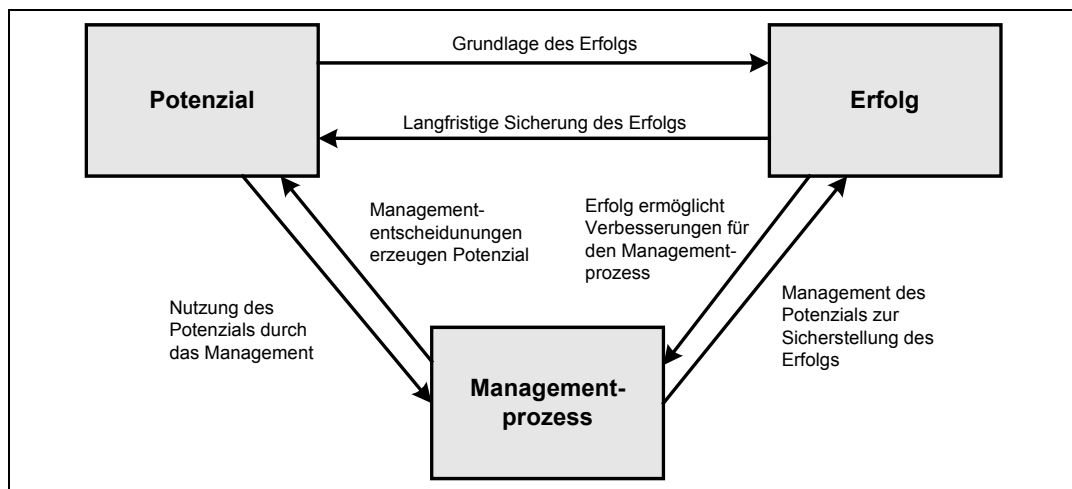 Grundlage des Erfolgs
Potenzial
Erfolg
Langfristige Sicherung des Erfolgs
Management-
entscheidunungen
erzeugen Potenzial
Erfolg ermöglicht
Verbesserungen für
den Management-
prozess
Nutzung des
Potenzials durch
das Management
Management des
Potenzials zur
Sicherstellung des
Erfolgs
Management-
prozess